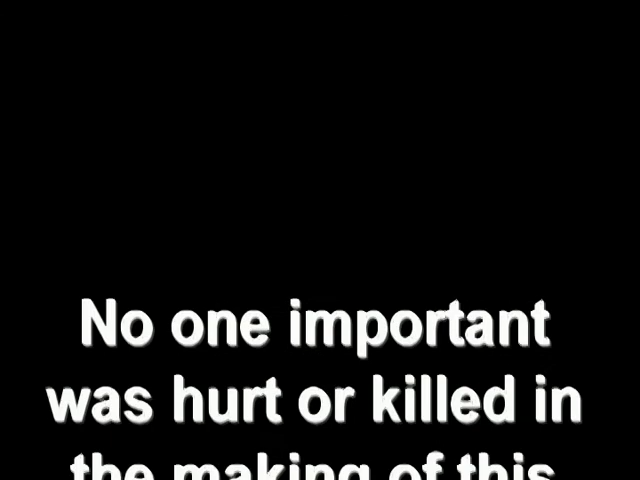 No one important
was hurt or killed in
the making of this